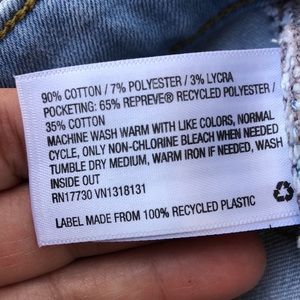 90% COTTON / 7% POLYESTER / 3% LYCRA
POCKETING: 65% REPREVE® RECYCLED POLYESTER /
35% COTTON
MACHINE WASH WARM WITH LIKE COLORS, NORMAL
CYCLE, ONLY NON-CHLORINE BLEACH WHEN NEEDED
TUMBLE DRY MEDIUM, WARM IRON IF NEEDED, WASH
INSIDE OUT
RN17730 VN1318131
LABEL MADE FROM 100% RECYCLED PLASTIC